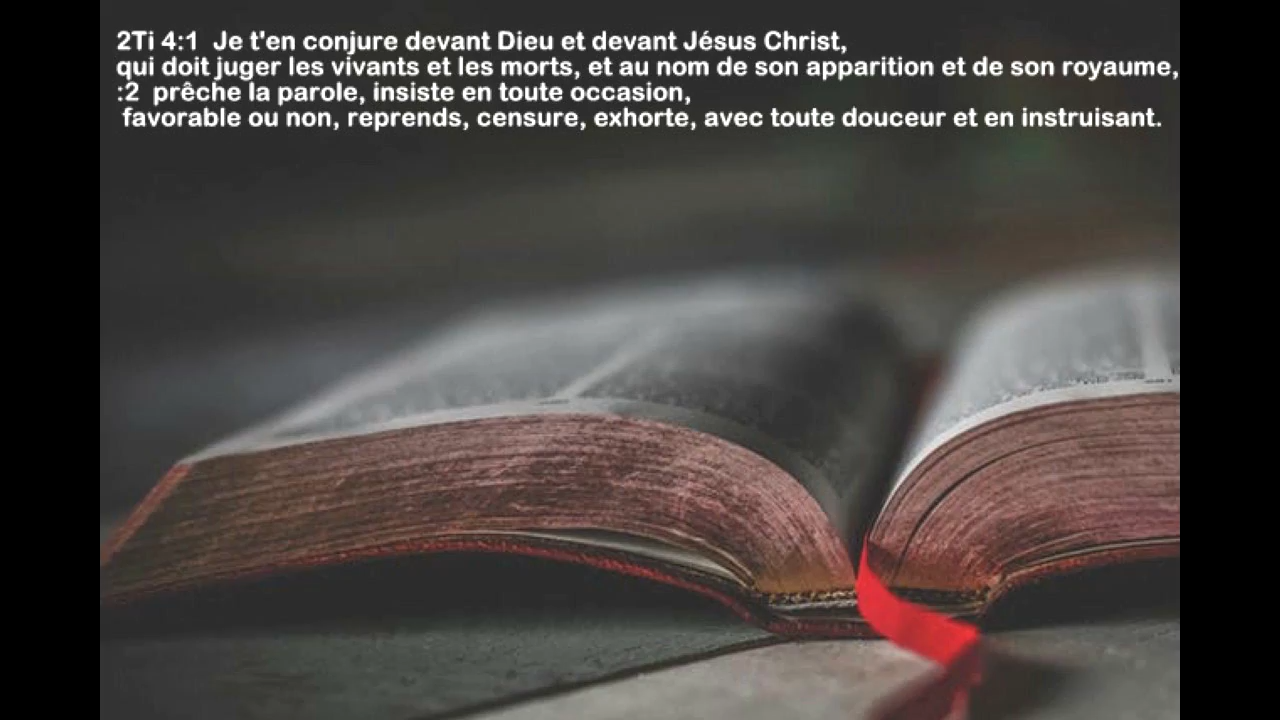 2Ti 4:1  Je t'en conjure devant Dieu et devant Jésus Christ,
qui doit juger les vivants et les morts, et au nom de son apparition et de son royaume,
:2  prêche la parole, insiste en toute occasion,
favorable ou non, reprends, censure, exhorte, avec toute douceur et en instruisant.